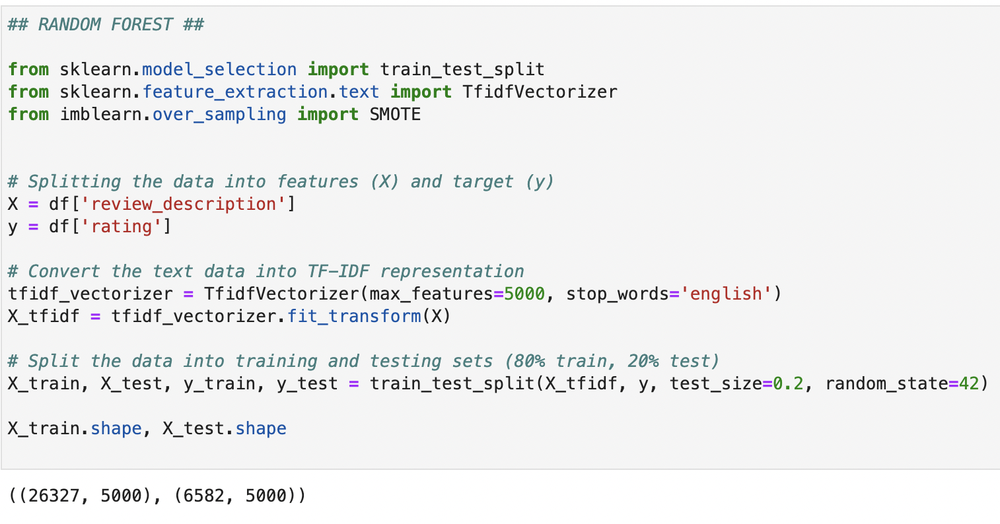 ## RANDOM FOREST ##
from sklearn.model_selection import train_test_split
from sklearn.feature_extraction.text import TfidfVectorizer
from imblearn.over_sampling import SMOTE
# Splitting the data into features (X) and target (y)
X = df['review_description']
y = df['rating']
# Convert the text data into TF-IDF representation
tfidf_vectorizer = TfidfVectorizer(max_features=5000, stop_words='english')
X_tfidf = tfidf_vectorizer.fit_transform(X)
# Split the data into training and testing sets (80% train, 20% test)
X_train, X_test, y_train, y_test = train_test_split(X_tfidf, y, test_size=0.2, random_state=42)
X_train.shape, X_test.shape
((26327, 5000), (6582, 5000))